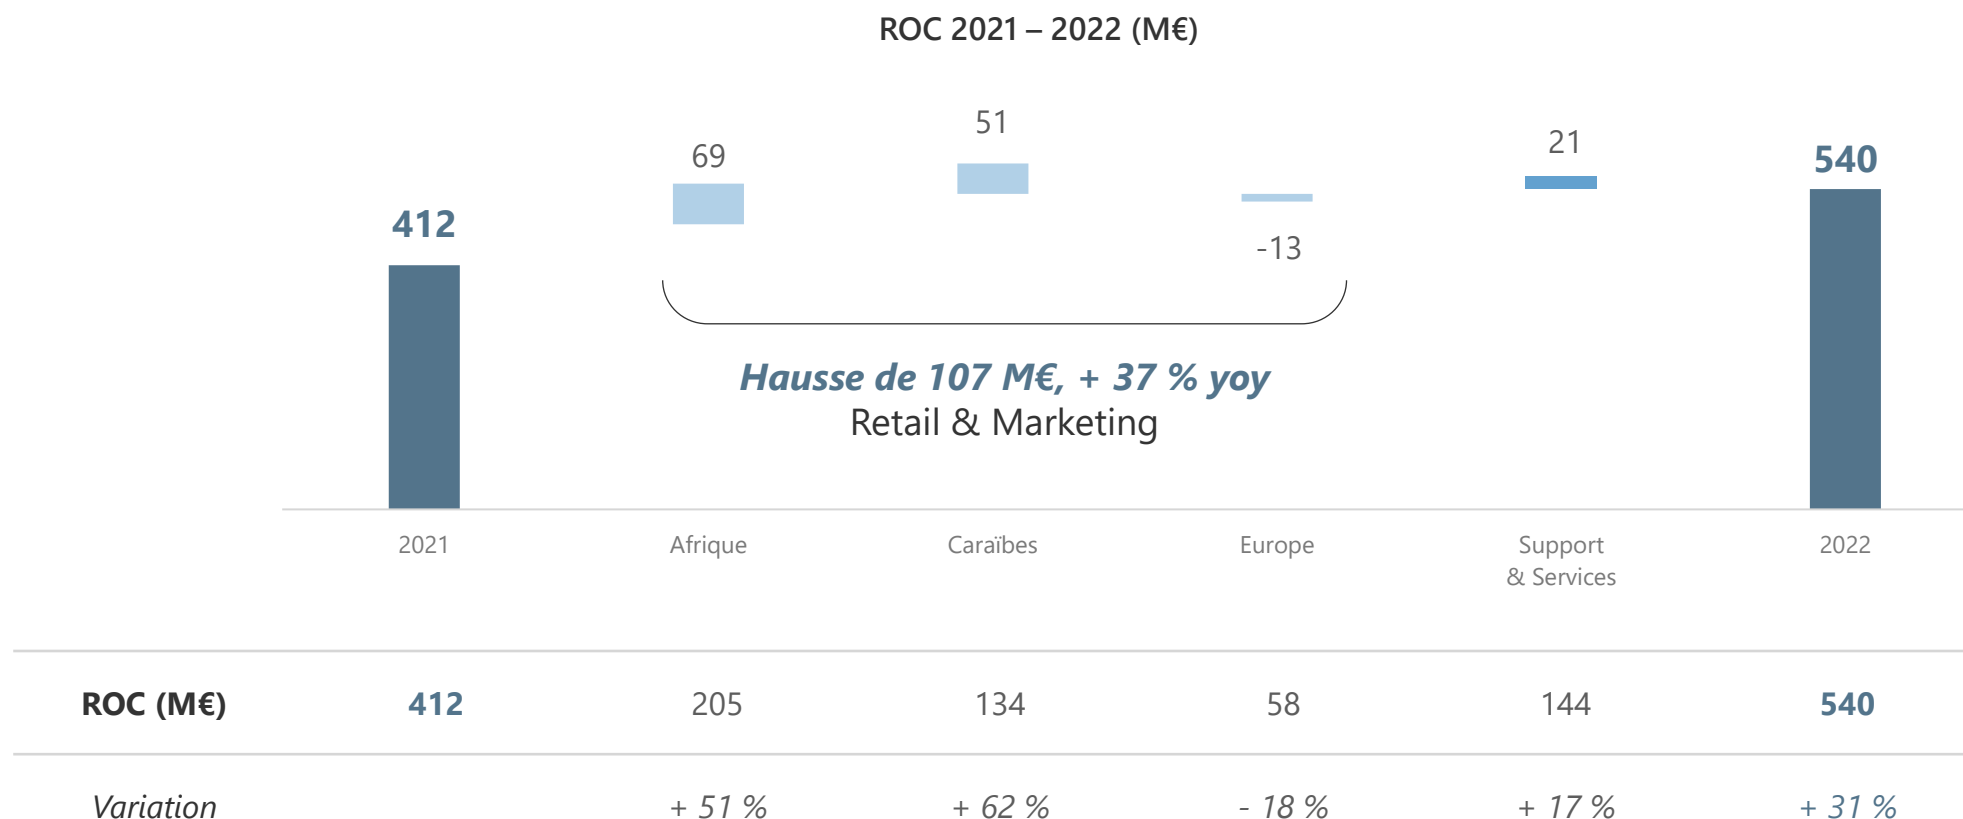 ROC 2021 – 2022 (M€)
412
69
51
-13
21
540
Hausse de 107 M€, + 37 % yoy
Retail & Marketing
2021
Afrique
Caraïbes
Europe
Support
& Services
2022
ROC (M€) 412 205 134 58 144 540
Variation + 51 % + 62 % - 18 % + 17 % + 31 %